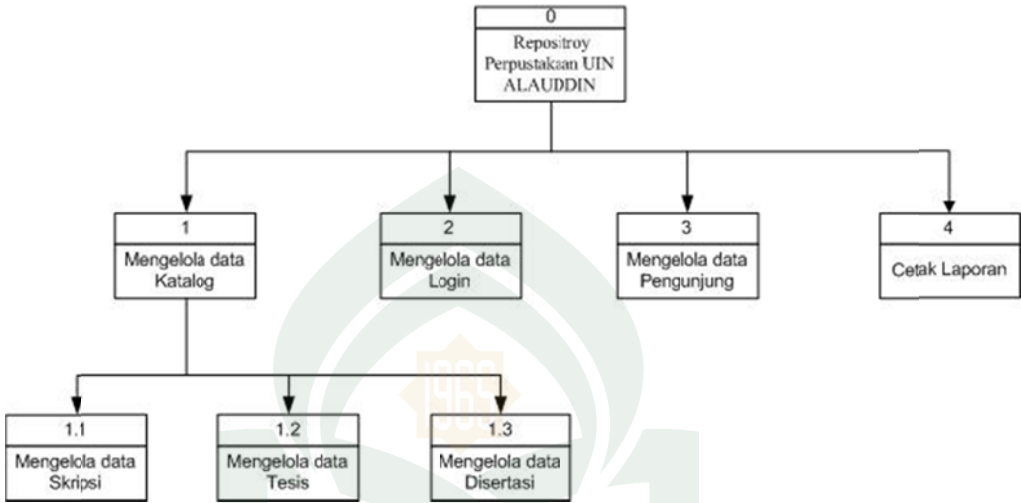 0
Repositroy
Perpustakaan UIN
ALAUDDIN
1
Mengelola data
Katalog
2
Mengelola data
Login
3
Mengelola data
Pengunjung
4
Cetak Laporan
1969
1.1
Mengelola data
Skripsi
1.2
Mengelola data
Tesis
1.3
Mengelola data
Disertasi